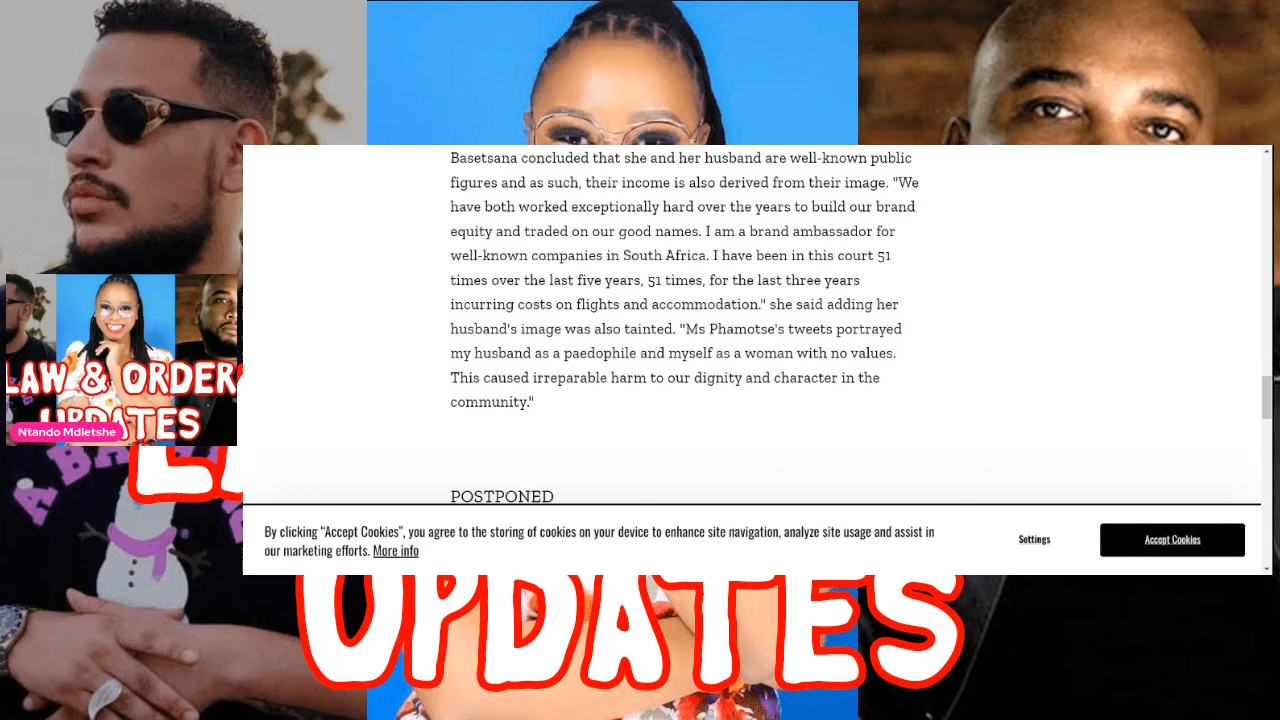 Basetsana concluded that she and her husband are well-known public
figures and as such, their income is also derived from their image. "We
have both worked exceptionally hard over the years to build our brand
equity and traded on our good names. I am a brand ambassador for
well-known companies in South Africa. I have been in this court 51
times over the last five years, 51 times, for the last three years
incurring costs on flights and accommodation." she said adding her
husband's image was also tainted. "Ms Phamotse's tweets portrayed
my husband as a paedophile and myself as a woman with no values.
This caused irreparable harm to our dignity and character in the
community."
POSTPONED
By clicking “Accept Cookies”, you agree to the storing of cookies on your device to enhance site navigation, analyze site usage and assist in
our marketing efforts. More info
Settings
Accept Cookies
LAW & ORDER
UPDATES
Ntando Mdletshe
A BA
UPDATES